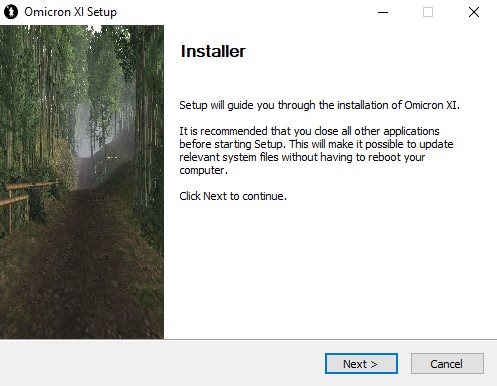 Omicron XI Setup
Installer
Setup will guide you through the installation of Omicron XI.
It is recommended that you close all other applications
before starting Setup. This will make it possible to update
relevant system files without having to reboot your
computer.
Click Next to continue.
Next >
Cancel